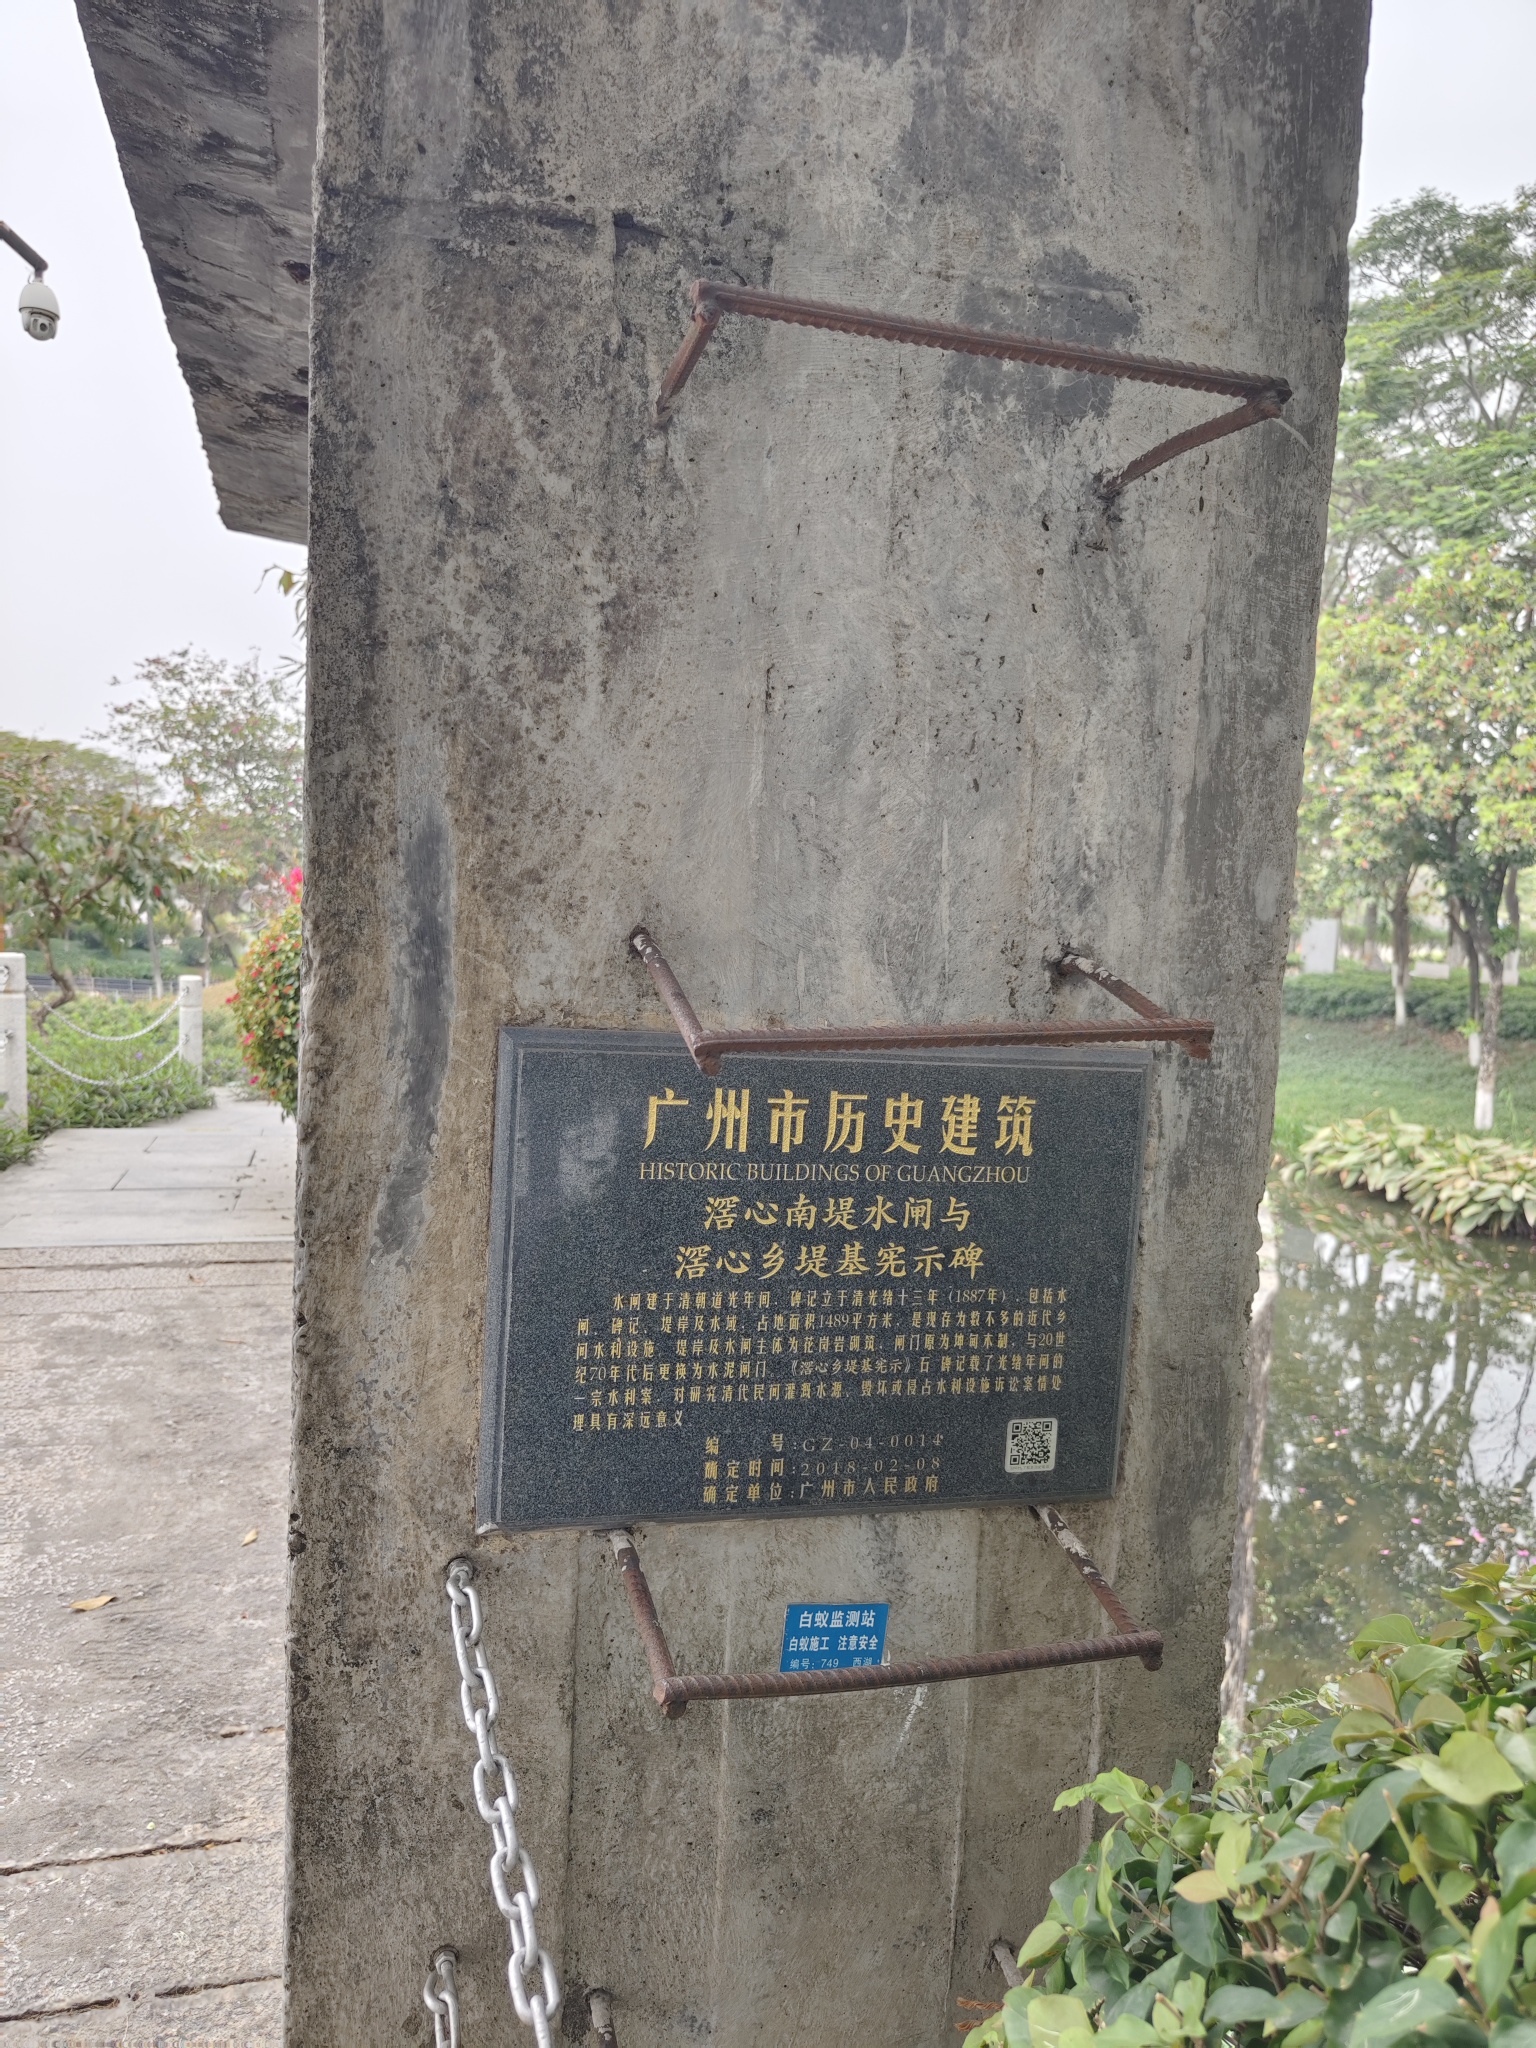 广州市历史建筑
HISTORIC BUILDINGS OF GUANGZHOU
滘心南堤水闸与
滘心乡堤基宪示碑
水闸建于清朝道光年间，碑记立于清光绪十三年（1887年），包括水
闸、碑记、堤岸及水域，占地面积1489平方米，是现存为数不多的近代乡
间水利设施。堤岸及水闸主体为花岗岩砌筑，闸门原为坤甸木制，与20世
纪70年代后更换为水泥闸门。《滘心乡堤基宪示》石 碑记载了光绪年间的
一宗水利案，对研究清代民间灌溉水源，毁坏或侵占水利设施诉讼案情处
理具有深远意义
编 号:GZ-04-0014
确定时间:2018-02-08
确定单位:广州市人民政府
白蚁监测站
白蚁施工 注意安全
编号: 749 西湖